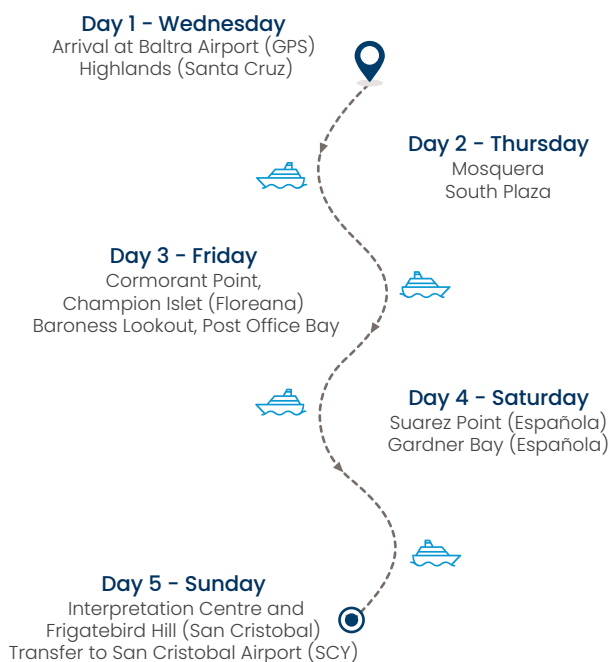 Day 1 - Wednesday
Arrival at Baltra Airport (GPS)
Highlands (Santa Cruz)
Day 2 - Thursday
Mosquera
South Plaza
Day 3 - Friday
Cormorant Point,
Champion Islet (Floreana)
Baroness Lookout, Post Office Bay
Day 4 - Saturday
Suarez Point (Española)
Gardner Bay (Española)
Day 5 - Sunday
Interpretation Centre and
Frigatebird Hill (San Cristobal)
Transfer to San Cristobal Airport (SCY)